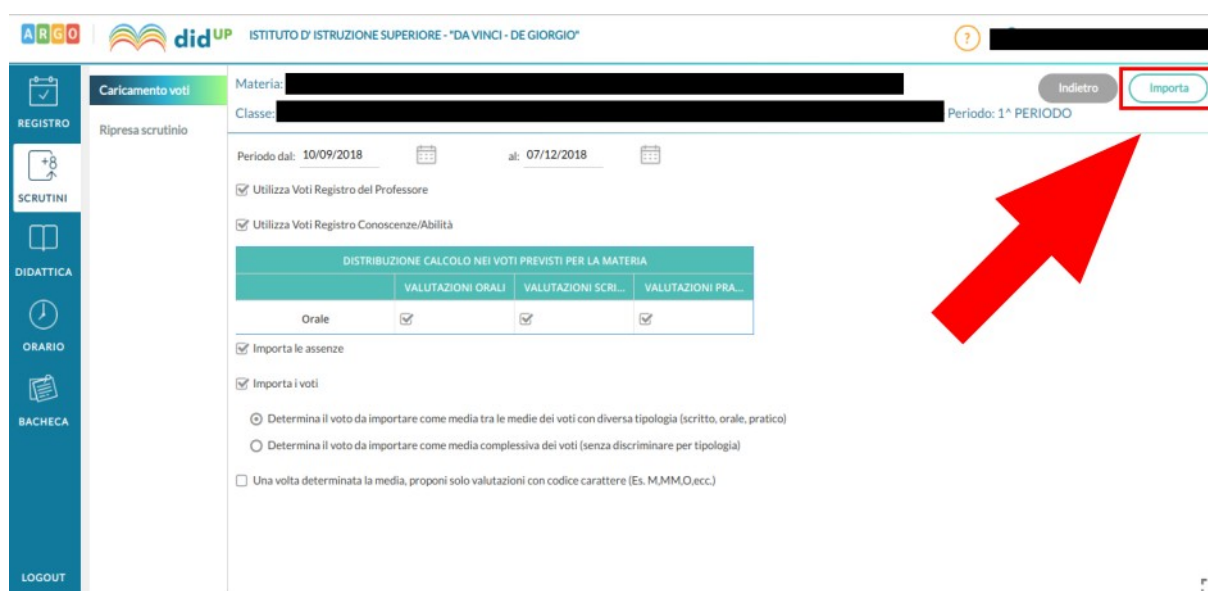 ARGO didUP ISTITUTO D' ISTRUZIONE SUPERIORE - "DA VINCI - DE GIORGIO" ?
REGISTRO
SCRUTINI
DIDATTICA
ORARIO
BACHECA
LOGOUT
Caricamento voti
Ripresa scrutinio
Materia:
Indietro Importa
Classe: Periodo: 1^ PERIODO
Periodo dal: 10/09/2018 al: 07/12/2018
Utilizza Voti Registro del Professore
Utilizza Voti Registro Conoscenze/Abilità
DISTRIBUZIONE CALCOLO NEI VOTI PREVISTI PER LA MATERIA
VALUTAZIONI ORALI VALUTAZIONI SCRI... VALUTAZIONI PRA...
Orale
Importa le assenze
Importa i voti
Determina il voto da importare come media tra le medie dei voti con diversa tipologia (scritto, orale, pratico)
Determina il voto da importare come media complessiva dei voti (senza discriminare per tipologia)
Una volta determinata la media, proponi solo valutazioni con codice carattere (Es. M,MM,O,ecc.)